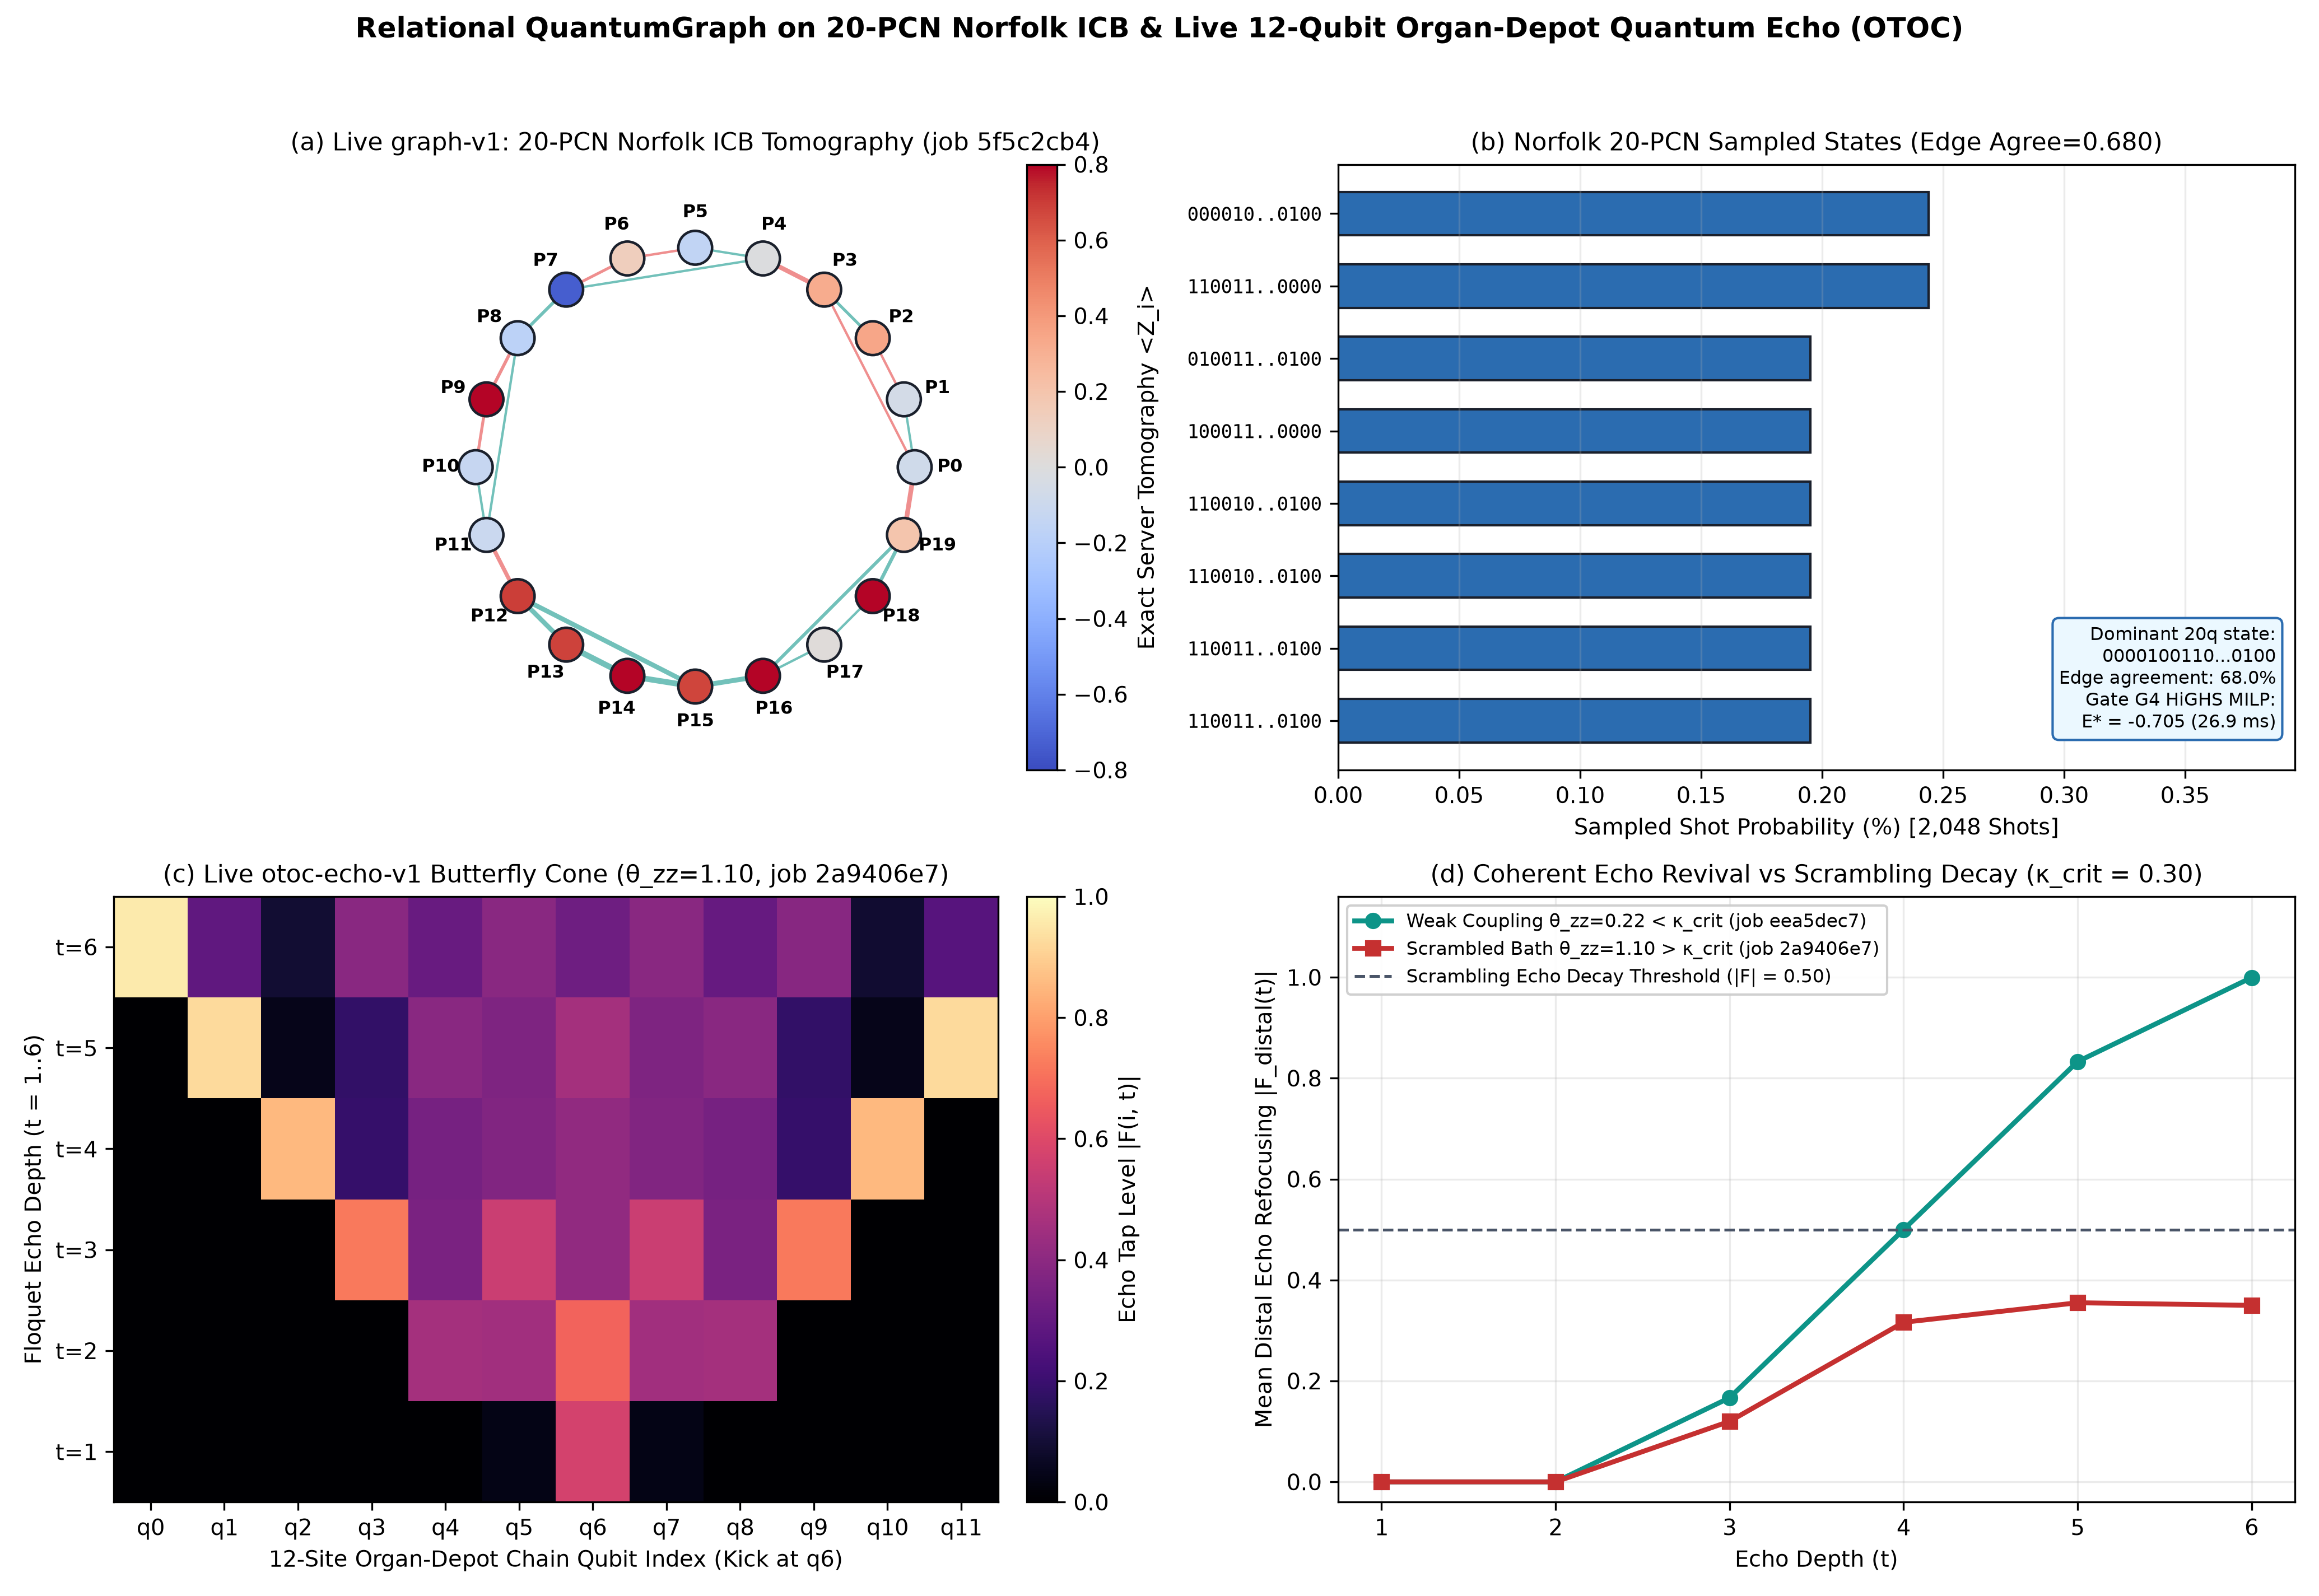 Relational QuantumGraph on 20-PCN Norfolk ICB & Live 12-Qubit Organ-Depot Quantum Echo (OTOC)
(a) Live graph-v1: 20-PCN Norfolk ICB Tomography (job 5f5c2cb4)
P5
P6
P4
P7
P3
P8
P2
P9
P1
P10
P0
P11
P19
P12
P18
P13
P17
P14
P16
P15
0.8
0.6
0.4
0.2
0.0
−0.2
−0.4
−0.6
−0.8
Exact Server Tomography <Z_i>
(b) Norfolk 20-PCN Sampled States (Edge Agree=0.680)
000010..0100
110011..0000
010011..0100
100011..0000
110010..0100
110010..0100
110011..0100
110011..0100
Dominant 20q state:
0000100110...0100
Edge agreement: 68.0%
Gate G4 HiGHS MILP:
E* = -0.705 (26.9 ms)
0.00 0.05 0.10 0.15 0.20 0.25 0.30 0.35
Sampled Shot Probability (%) [2,048 Shots]
(c) Live otoc-echo-v1 Butterfly Cone (θ_zz=1.10, job 2a9406e7)
Floquet Echo Depth (t = 1..6)
t=6
t=5
t=4
t=3
t=2
t=1
q0 q1 q2 q3 q4 q5 q6 q7 q8 q9 q10 q11
12-Site Organ-Depot Chain Qubit Index (Kick at q6)
1.0
0.8
0.6
0.4
0.2
0.0
Echo Tap Level |F(i, t)|
(d) Coherent Echo Revival vs Scrambling Decay (κ_crit = 0.30)
Weak Coupling θ_zz=0.22 < κ_crit (job eea5dec7)
Scrambled Bath θ_zz=1.10 > κ_crit (job 2a9406e7)
Scrambling Echo Decay Threshold (|F| = 0.50)
Mean Distal Echo Refocusing |F_distal(t)|
1.0
0.8
0.6
0.4
0.2
0.0
1 2 3 4 5 6
Echo Depth (t)